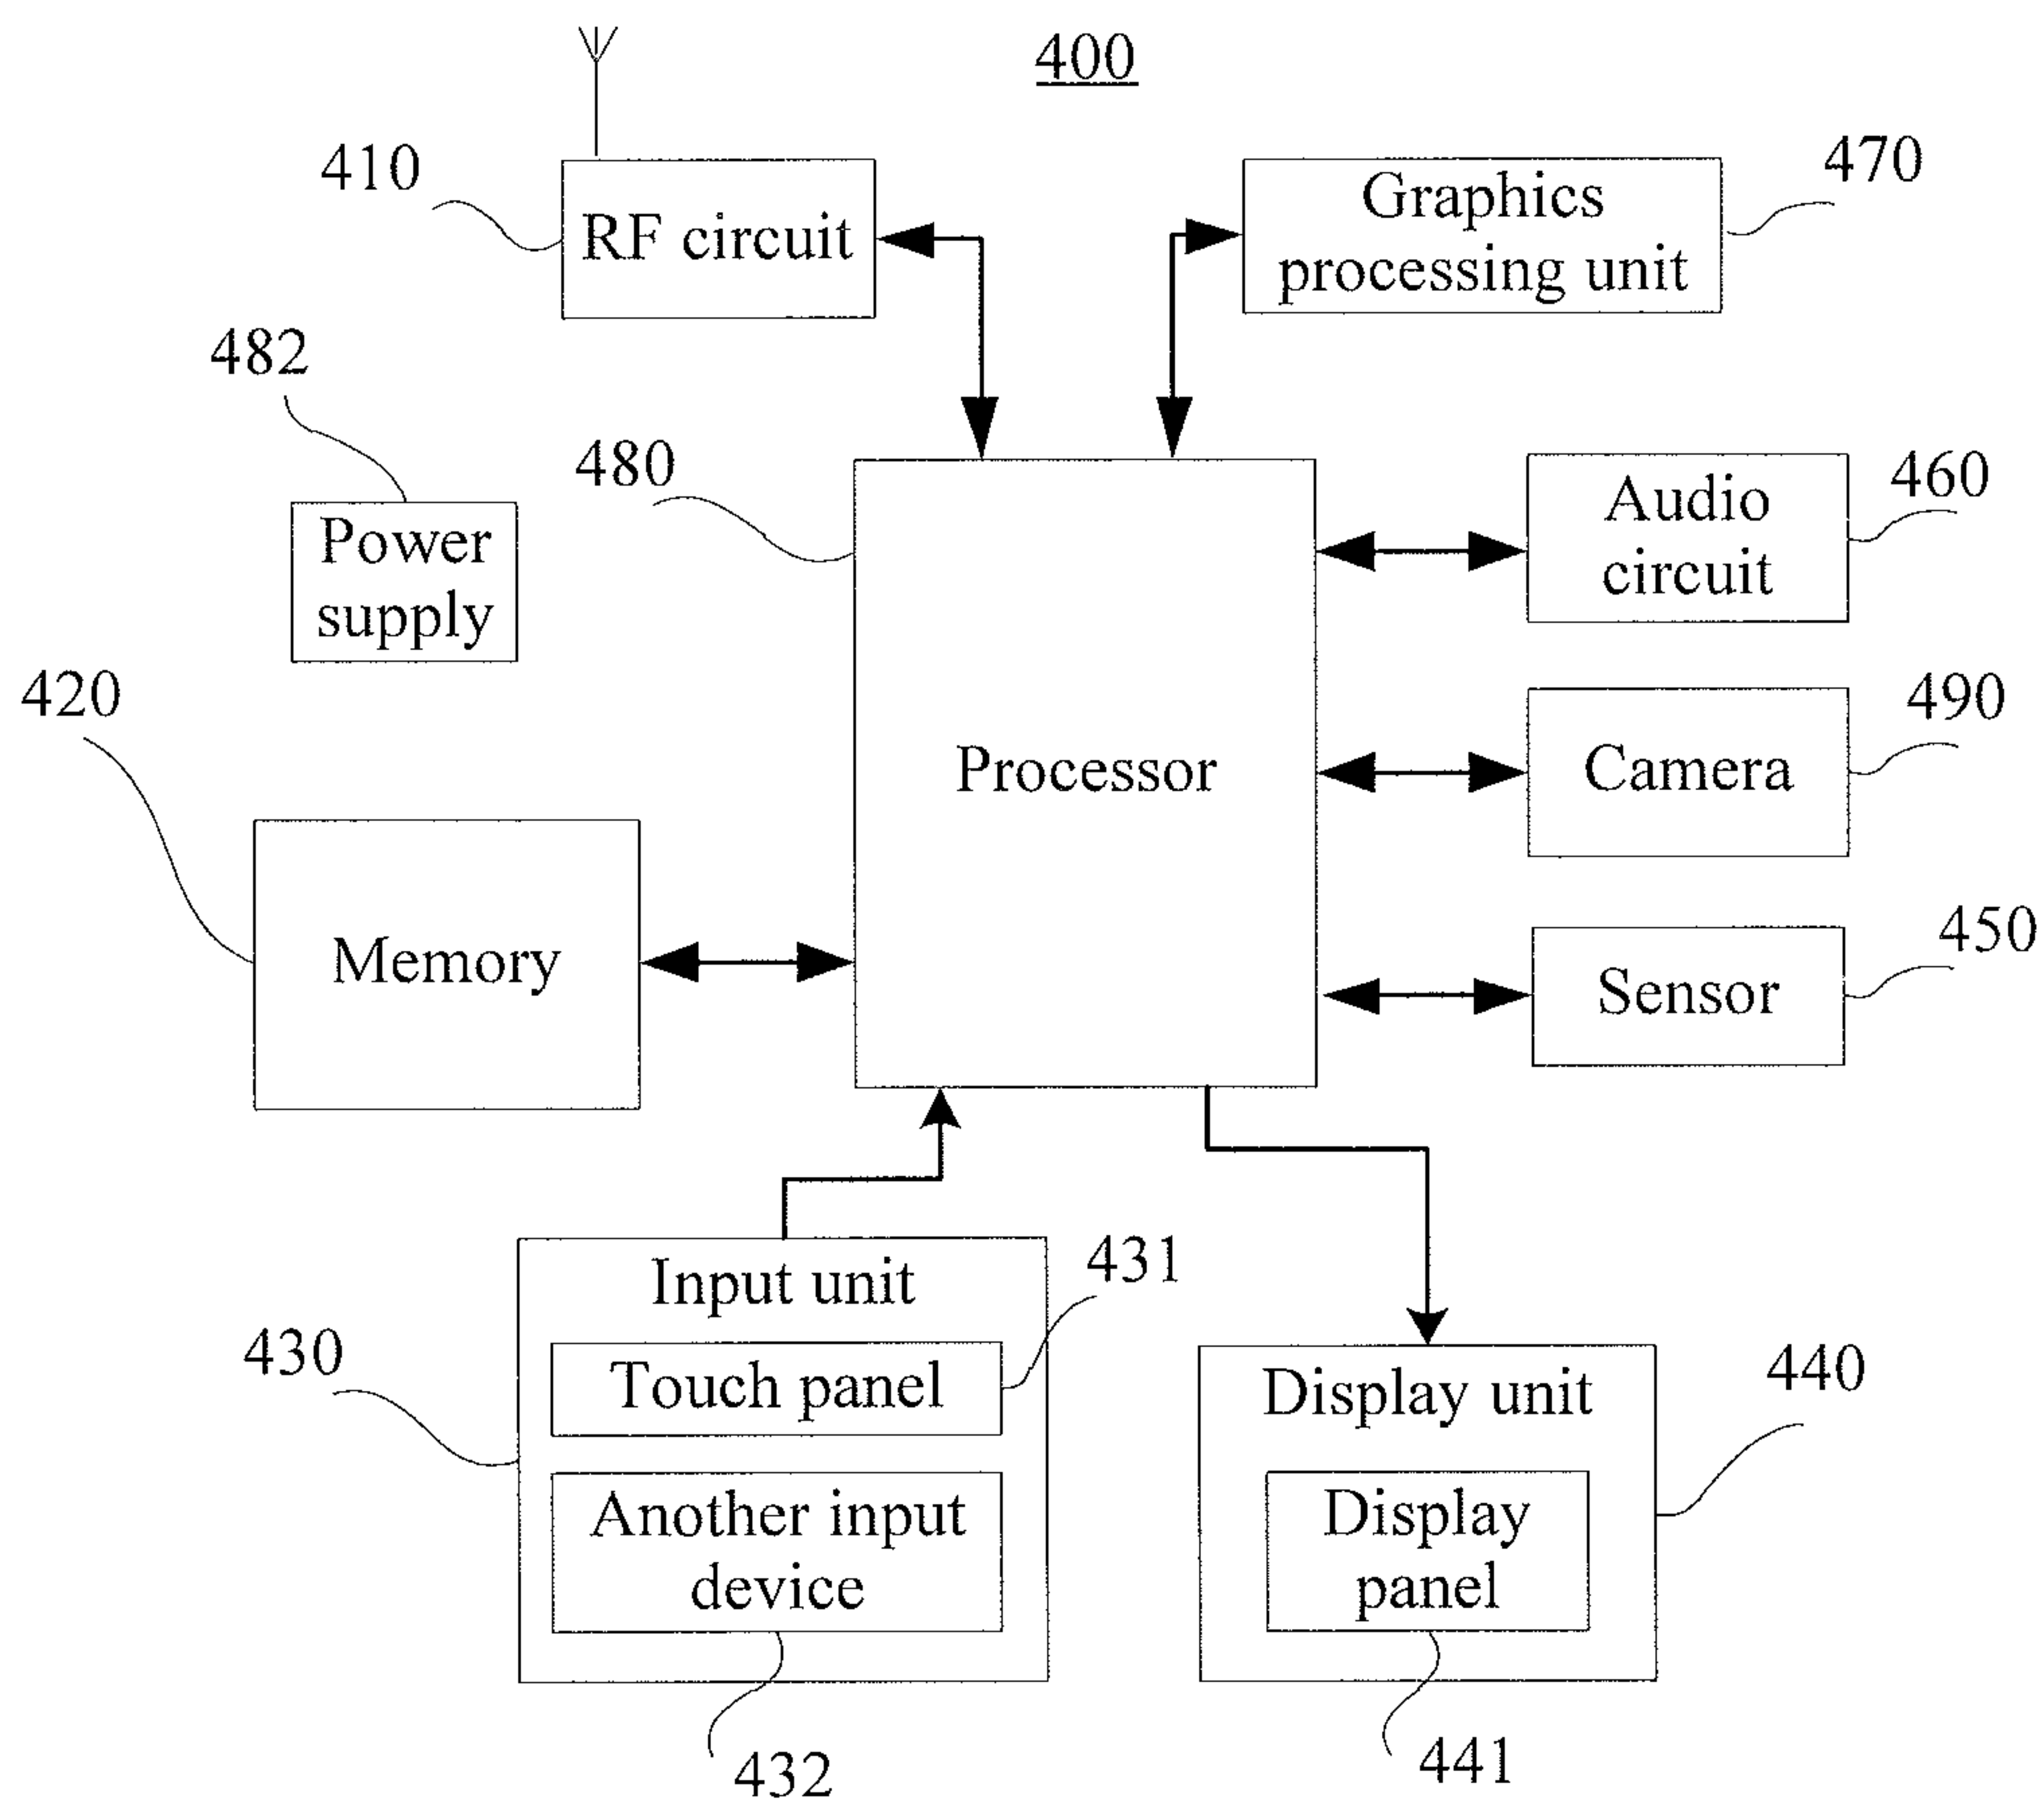 400
410
RF circuit
Graphics
processing unit
470
482
Power
supply
480
Processor
Audio
circuit
460
Camera
490
420
Memory
Sensor
450
Input unit
431
430
Touch panel
Another input
device
432
Display unit
440
Display
panel
441